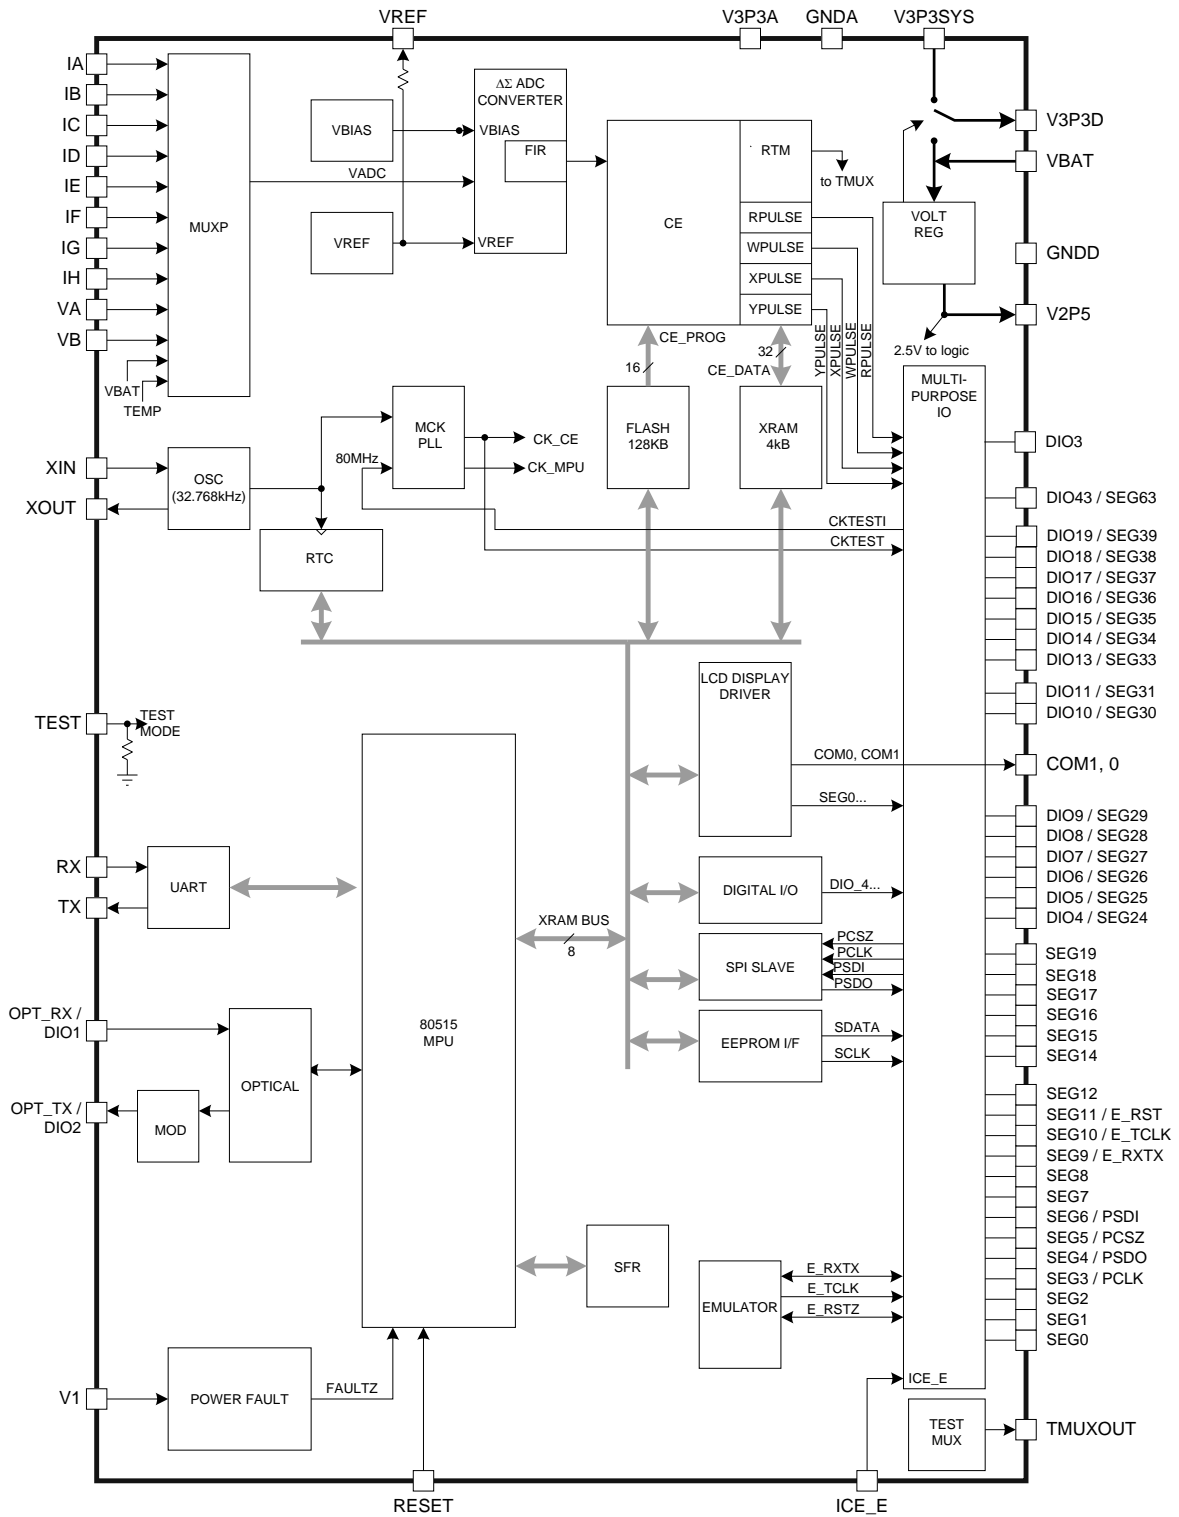 VREF
V3P3A
GNDA
V3P3SYS
IA
IB
IC
ID
IE
IF
IG
IH
VA
VB
VBAT
TEMP
MUXP
VBIAS
VADC
VREF
ΔΣ ADC
CONVERTER
VBIAS
FIR
VREF
CE
RTM
to TMUX
RPULSE
WPULSE
XPULSE
YPULSE
YPULSE
XPULSE
WPULSE
RPULSE
VOLT
REG
V3P3D
VBAT
GNDD
V2P5
2.5V to logic
CE_PROG
16
32
CE_DATA
MULTI-
PURPOSE
IO
XIN
XOUT
OSC
(32.768kHz)
80MHz
MCK
PLL
CK_CE
CK_MPU
FLASH
128KB
XRAM
4kB
CKTESTI
CKTEST
RTC
DIO3
DIO43 / SEG63
DIO19 / SEG39
DIO18 / SEG38
DIO17 / SEG37
DIO16 / SEG36
DIO15 / SEG35
DIO14 / SEG34
DIO13 / SEG33
DIO11 / SEG31
DIO10 / SEG30
COM1, 0
TEST
TEST
MODE
LCD DISPLAY
DRIVER
COM0, COM1
SEG0...
DIO9 / SEG29
DIO8 / SEG28
DIO7 / SEG27
DIO6 / SEG26
DIO5 / SEG25
DIO4 / SEG24
RX
TX
UART
XRAM BUS
8
DIGITAL I/O
DIO_4...
SPI SLAVE
PCSZ
PCLK
PSDI
PSDO
SEG19
SEG18
SEG17
SEG16
SEG15
SEG14
OPT_RX /
DIO1
OPT_TX /
DIO2
OPTICAL
MOD
80515
MPU
EEPROM I/F
SDATA
SCLK
SEG12
SEG11 / E_RST
SEG10 / E_TCLK
SEG9 / E_RXTX
SEG8
SEG7
SEG6 / PSDI
SEG5 / PCSZ
SEG4 / PSDO
SEG3 / PCLK
SEG2
SEG1
SEG0
SFR
EMULATOR
E_RXTX
E_TCLK
E_RSTZ
V1
POWER FAULT
FAULTZ
ICE_E
TEST
MUX
TMUXOUT
RESET
ICE_E